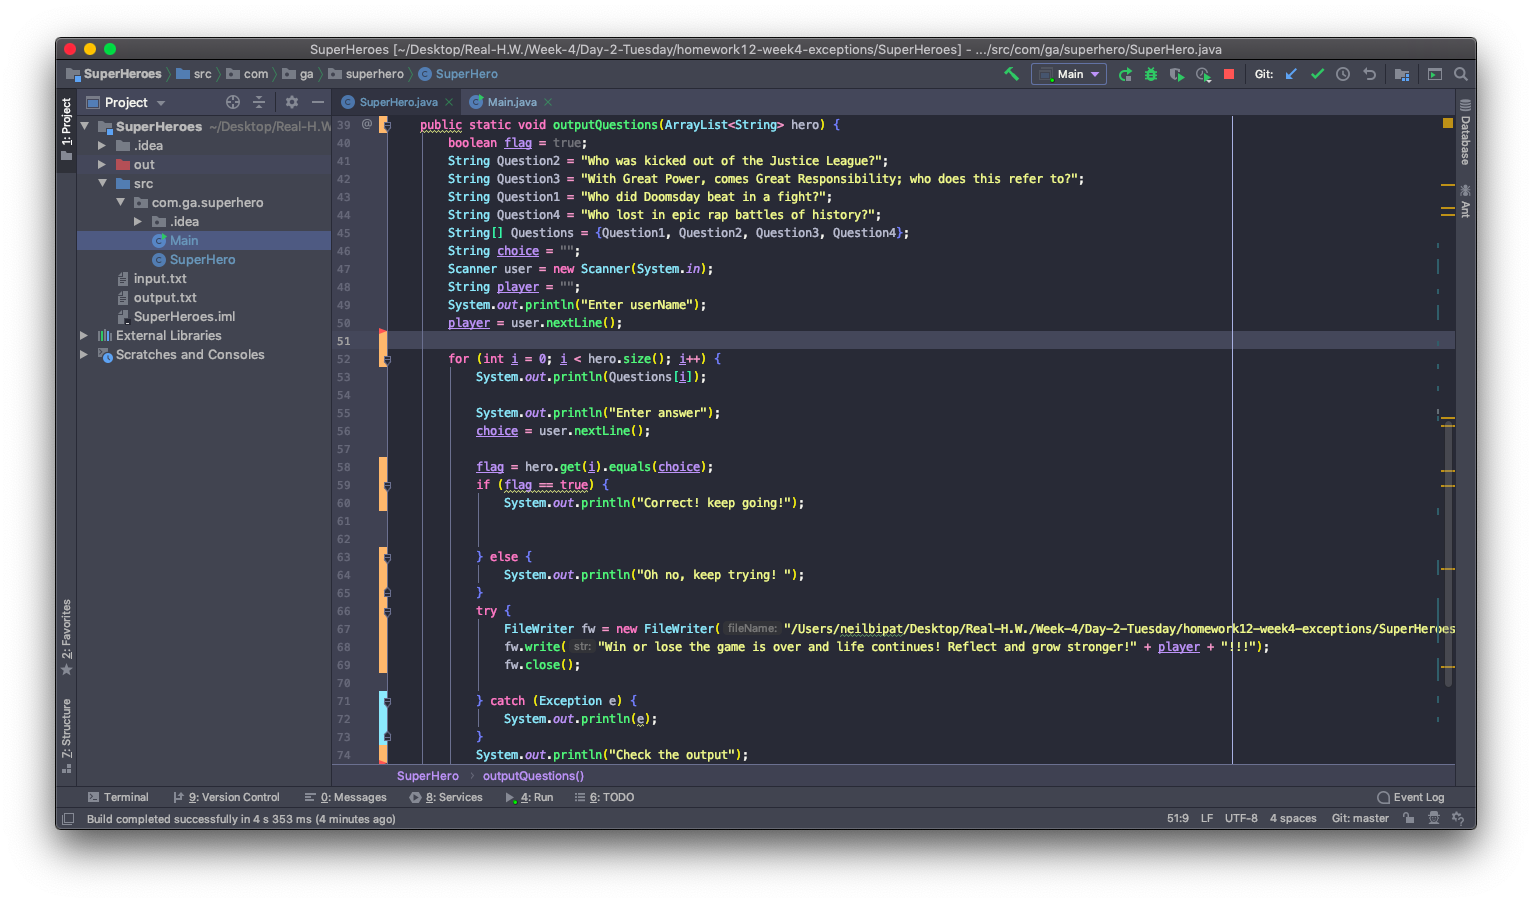 SuperHeroes [~/Desktop/Real-H.W./Week-4/Day-2-Tuesday/homework12-week4-exceptions/SuperHeroes] - .../src/com/ga/superhero/SuperHero.java
SuperHeroes src com ga superhero SuperHero
Main Git:
1: Project
Project
SuperHero.java Main.java
SuperHeroes ~/Desktop/Real-H.W
.idea
out
src
com.ga.superhero
.idea
Main
SuperHero
input.txt
output.txt
SuperHeroes.iml
External Libraries
Scratches and Consoles
2: Favorites
Z: Structure
39 @ public static void outputQuestions(ArrayList<String> hero) {
40 boolean flag = true;
41 String Question2 = "Who was kicked out of the Justice League?";
42 String Question3 = "With Great Power, comes Great Responsibility; who does this refer to?";
43 String Question1 = "Who did Doomsday beat in a fight?";
44 String Question4 = "Who lost in epic rap battles of history?";
45 String[] Questions = {Question1, Question2, Question3, Question4};
46 String choice = "";
47 Scanner user = new Scanner(System.in);
48 String player = "";
49 System.out.println("Enter userName");
50 player = user.nextLine();
51
52 for (int i = 0; i < hero.size(); i++) {
53 System.out.println(Questions[i]);
54
55 System.out.println("Enter answer");
56 choice = user.nextLine();
57
58 flag = hero.get(i).equals(choice);
59 if (flag == true) {
60 System.out.println("Correct! keep going!");
61
62
63 } else {
64 System.out.println("Oh no, keep trying! ");
65 }
66 try {
67 FileWriter fw = new FileWriter( fileName: "/Users/neilbipat/Desktop/Real-H.W./Week-4/Day-2-Tuesday/homework12-week4-exceptions/SuperHeroes
68 fw.write( str: "Win or lose the game is over and life continues! Reflect and grow stronger!" + player + "!!!");
69 fw.close();
70
71 } catch (Exception e) {
72 System.out.println(e);
73 }
74 System.out.println("Check the output");
Database
Ant
SuperHero outputQuestions()
Terminal 9: Version Control 0: Messages 8: Services 4: Run 6: TODO Event Log
Build completed successfully in 4 s 353 ms (4 minutes ago) 51:9 LF UTF-8 4 spaces Git: master